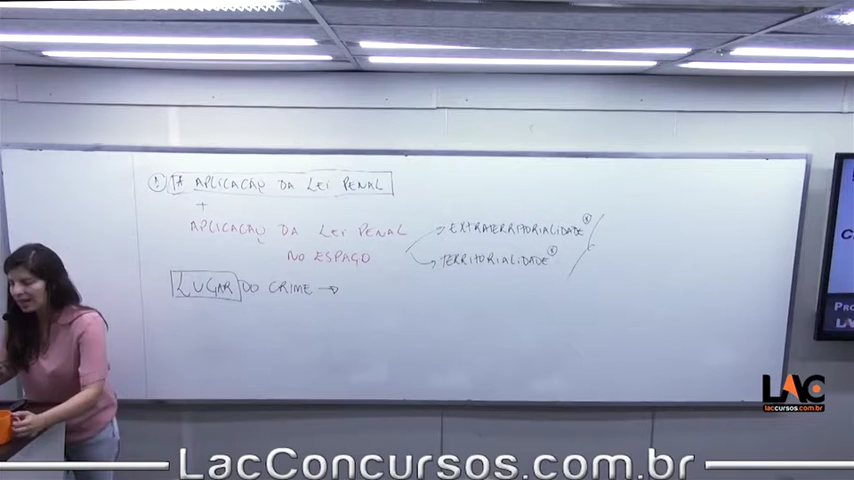 ① DA APLICAÇÃO DA LEI PENAL
+
APLICAÇÃO DA LEI PENAL
NO ESPAÇO
EXTRATERRITORIALIDADE
TERRITORIALIDADE
LUGAR DO CRIME →
LAC
laccursos.com.br
LacConcursos.com.br